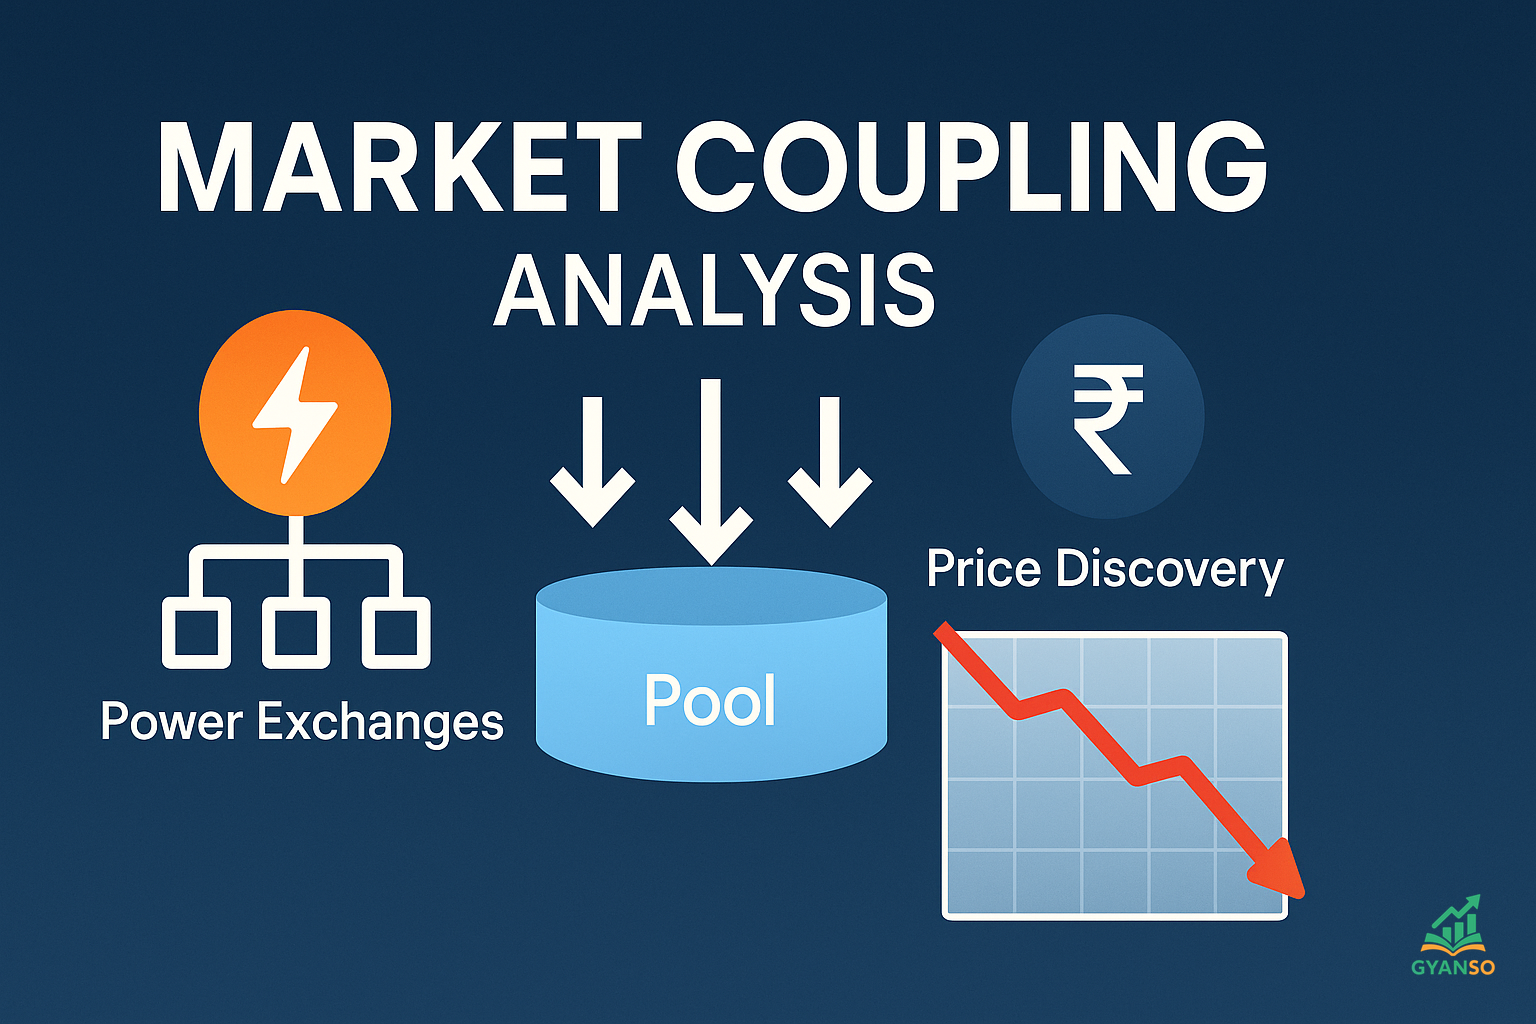 MARKET COUPLING
ANALYSIS
₹
Power Exchanges
Pool
Price Discovery
GYANSO